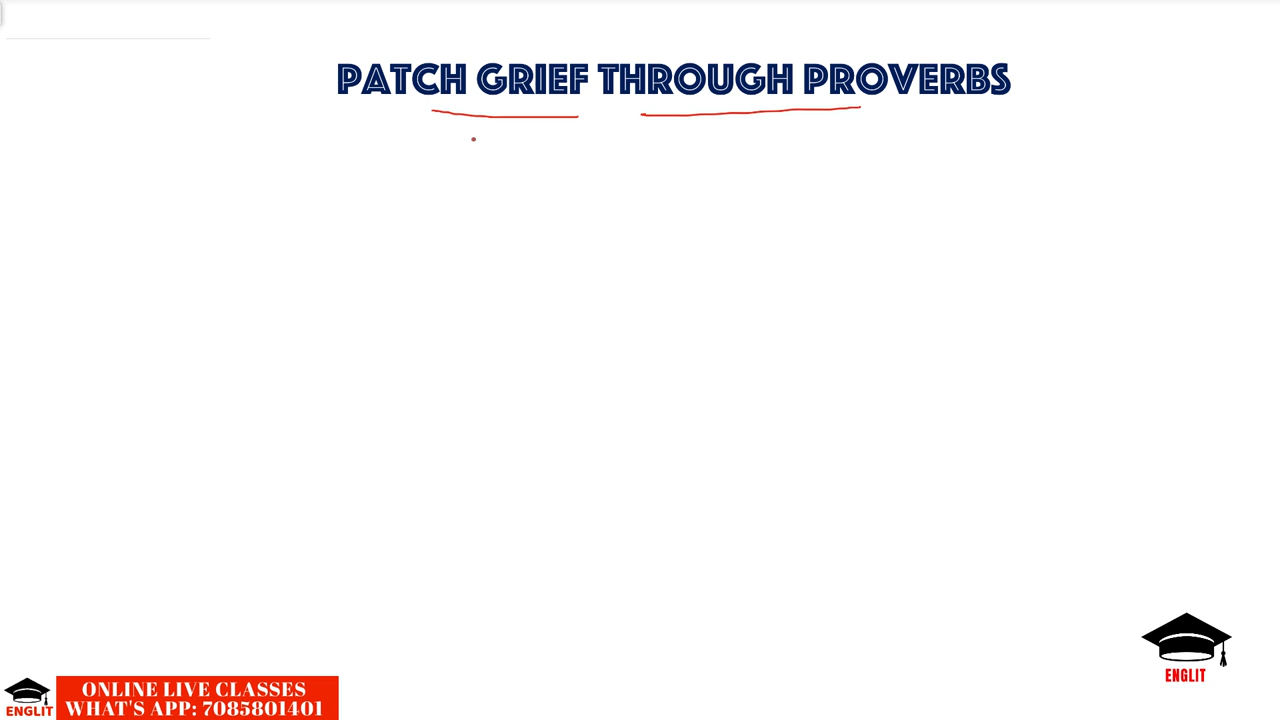 PATCH GRIEF THROUGH PROVERBS
ENGLIT
ENGLIT
ONLINE LIVE CLASSES
WHAT'S APP: 7085801401